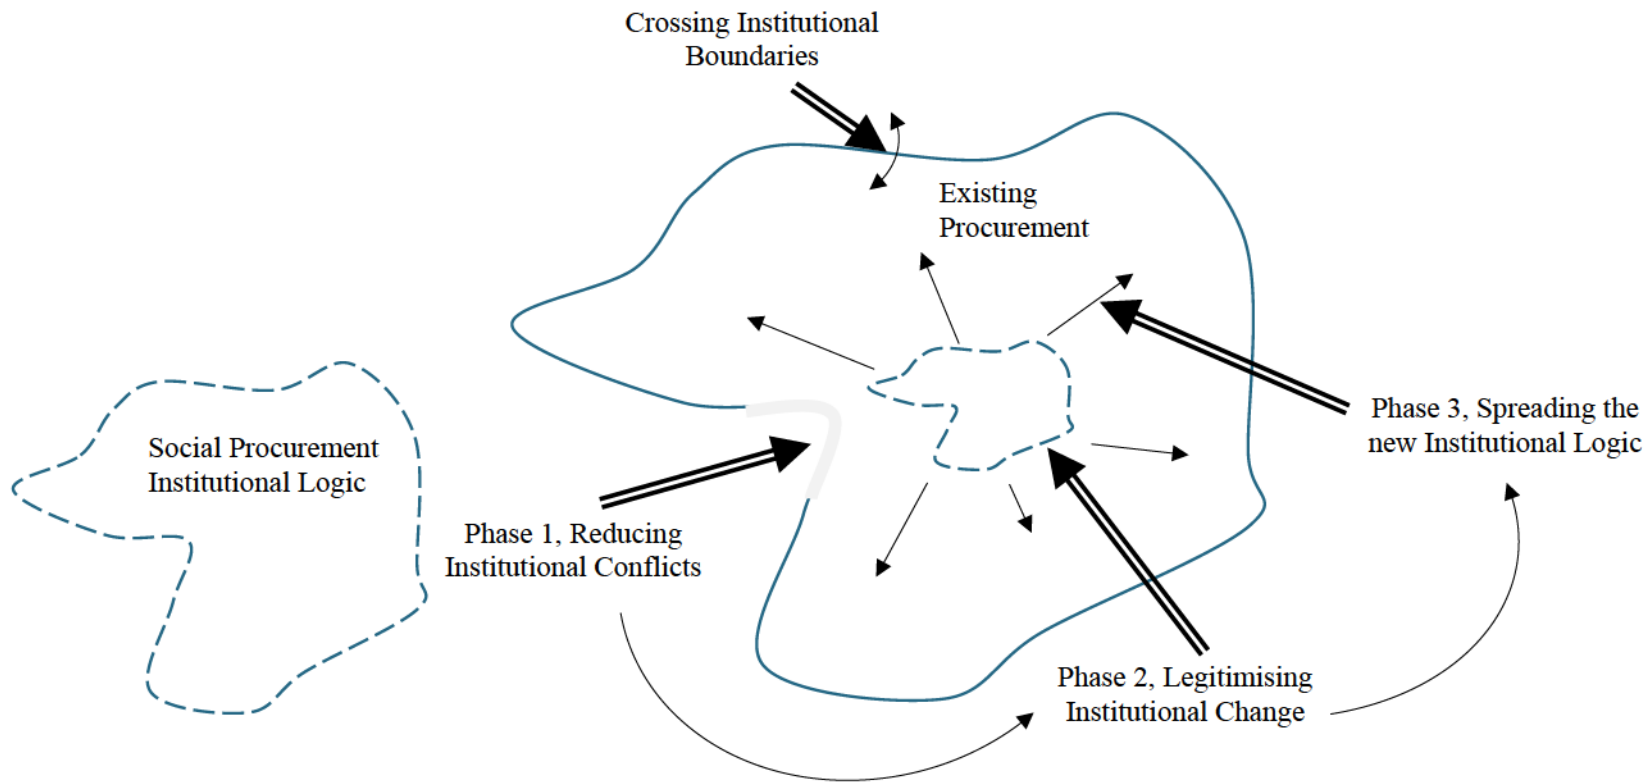 Crossing Institutional
Boundaries
Existing
Procurement
Social Procurement
Institutional Logic
Phase 1, Reducing
Institutional Conflicts
Phase 2, Legitimising
Institutional Change
Phase 3, Spreading the
new Institutional Logic